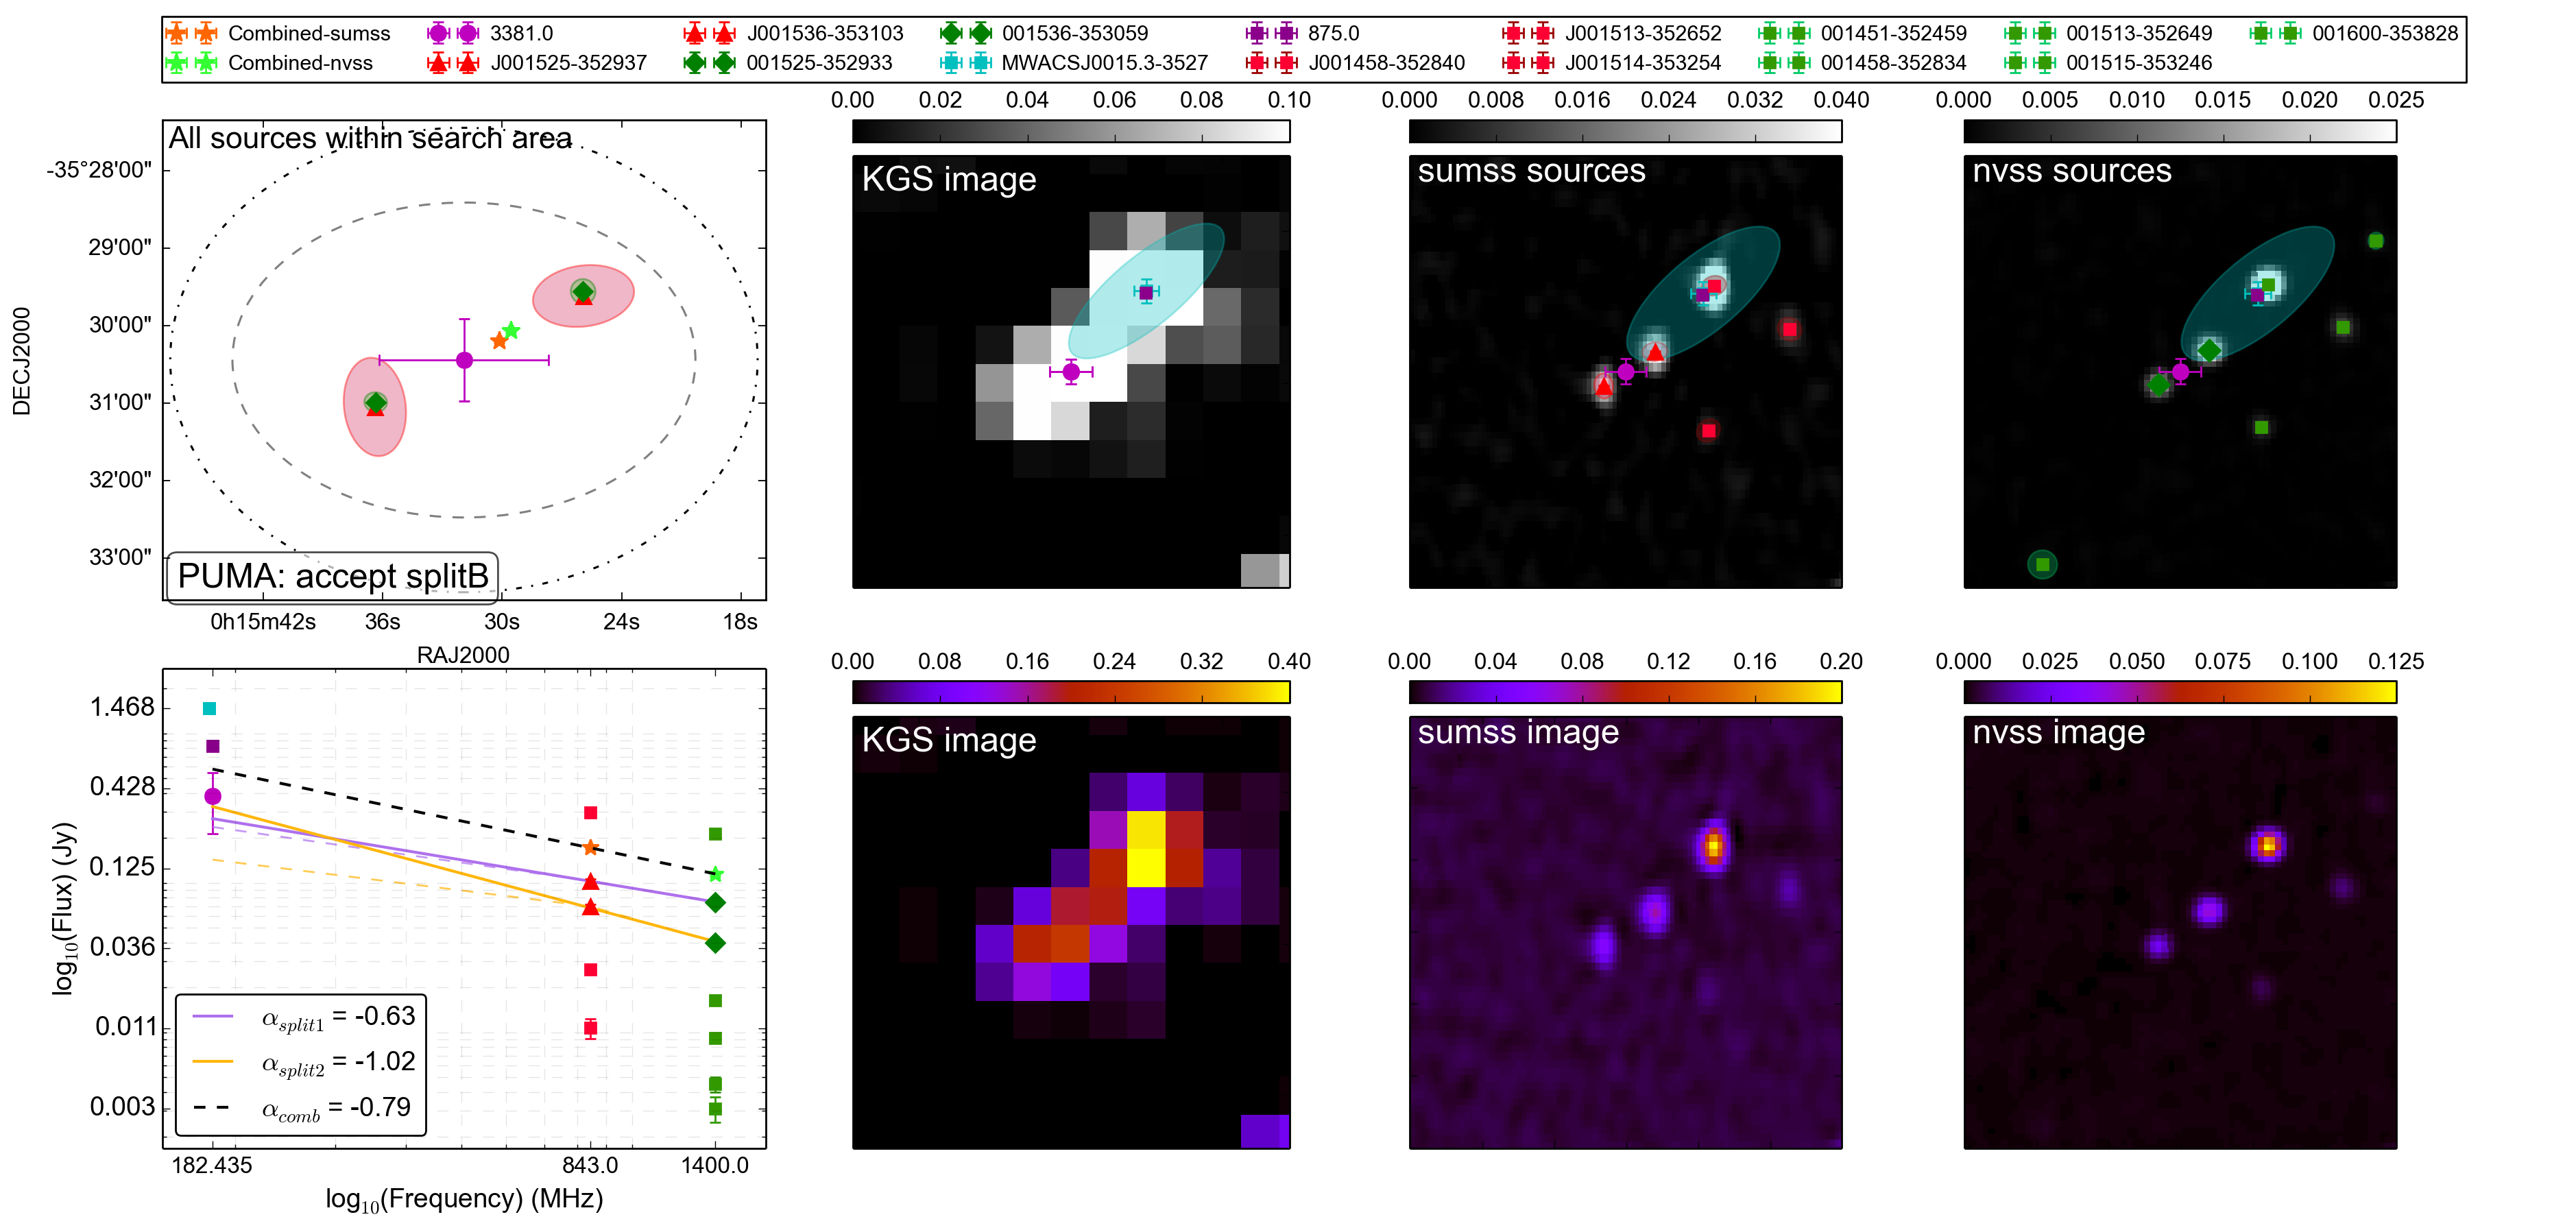 Combined-sumss 3381.0 J001536-353103 001536-353059 875.0 J001513-352652 001451-352459 001513-352649 001600-353828
Combined-nvss J001525-352937 001525-352933 MWACSJ0015.3-3527 J001458-352840 J001514-353254 001458-352834 001515-353246
0.00 0.02 0.04 0.06 0.08 0.10
0.000 0.008 0.016 0.024 0.032 0.040
0.000 0.005 0.010 0.015 0.020 0.025
All sources within search area
-35°28'00"
29'00"
30'00"
31'00"
32'00"
33'00"
DECJ2000
PUMA: accept splitB
0h15m42s 36s 30s 24s 18s
RAJ2000
KGS image
sumss sources
nvss sources
0.00 0.08 0.16 0.24 0.32 0.40
0.00 0.04 0.08 0.12 0.16 0.20
0.000 0.025 0.050 0.075 0.100 0.125
1.468
0.428
0.125
0.036
0.011
0.003
log10(Flux) (Jy)
αsplit1 = -0.63
αsplit2 = -1.02
αcomb = -0.79
182.435 843.0 1400.0
log10(Frequency) (MHz)
KGS image
sumss image
nvss image